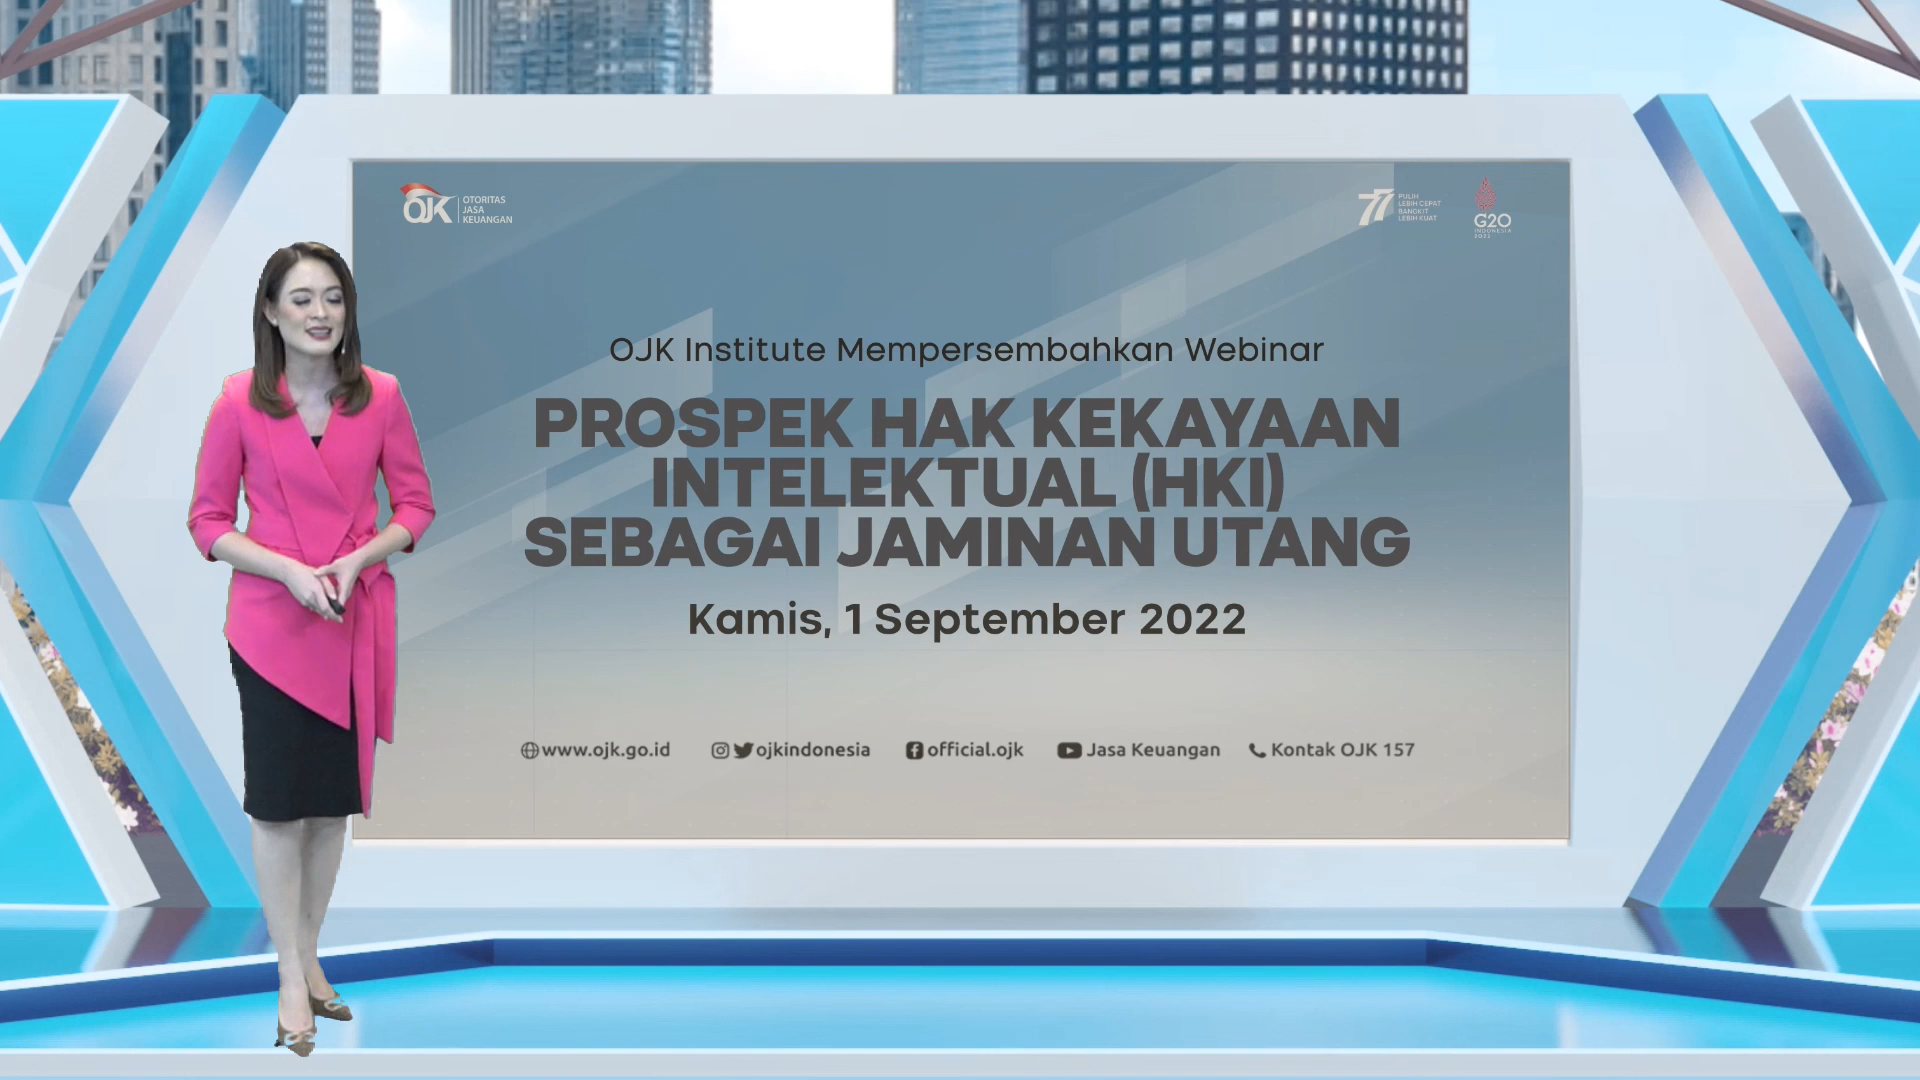 OJK
OTORITAS
JASA
KEUANGAN
77
PULIH
LEBIH CEPAT
BANGKIT
LEBIH KUAT
G20
INDONESIA
2022
OJK Institute Mempersembahkan Webinar
PROSPEK HAK KEKAYAAN
INTELEKTUAL (HKI)
SEBAGAI JAMINAN UTANG
Kamis, 1 September 2022
www.ojk.go.id ojkindonesia official.ojk Jasa Keuangan Kontak OJK 157